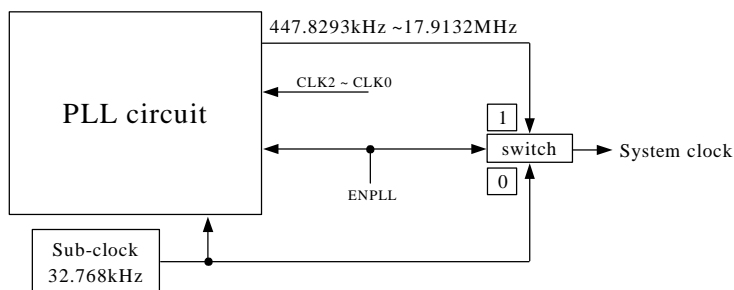 447.8293kHz ~17.9132MHz
CLK2 ~ CLK0
PLL circuit
1
switch
System clock
0
ENPLL
Sub-clock
32.768kHz